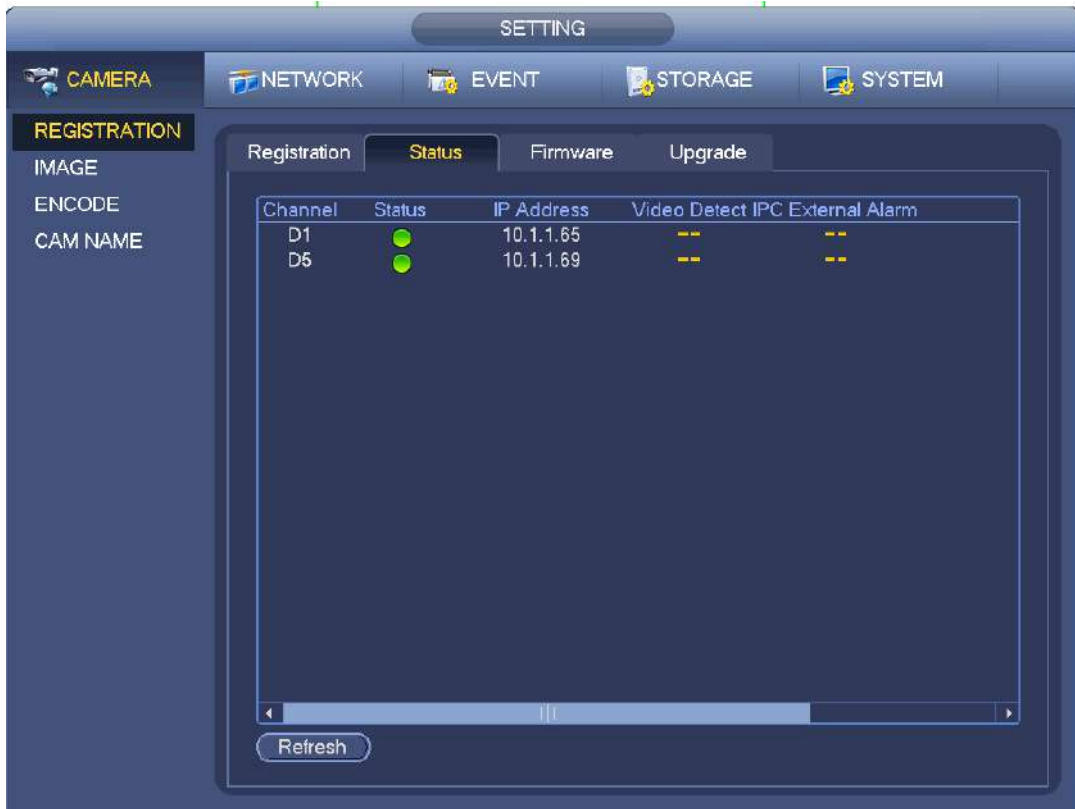 SETTING
CAMERA NETWORK EVENT STORAGE SYSTEM
REGISTRATION
IMAGE
ENCODE
CAM NAME
Registration Status Firmware Upgrade
Channel Status IP Address Video Detect IPC External Alarm
D1 10.1.1.65 -- --
D5 10.1.1.69 -- --
Refresh